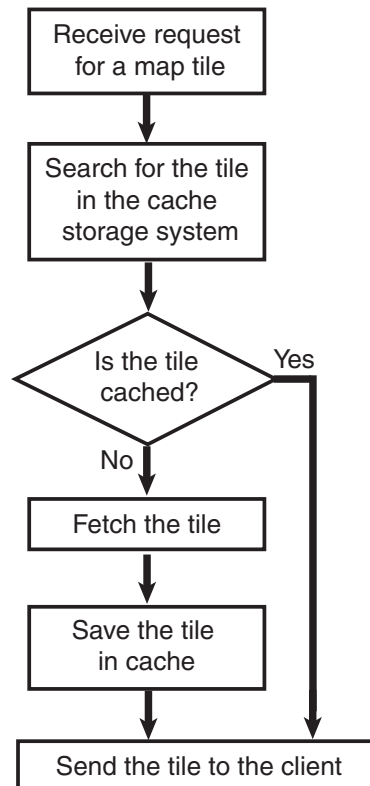 Receive request
for a map tile
Search for the tile
in the cache
storage system
Is the tile
cached?
Yes
No
Fetch the tile
Save the tile
in cache
Send the tile to the client